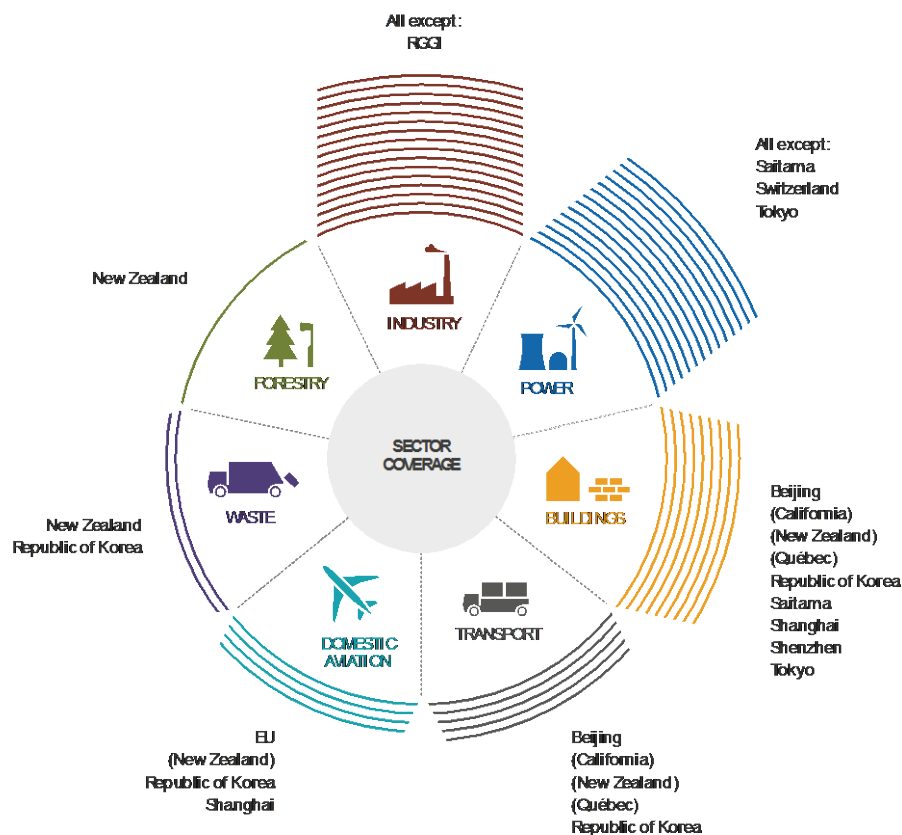 All except:
RGGI
All except:
Saitama
Switzerland
Tokyo
New Zealand
INDUSTRY
FORESTRY
POWER
SECTOR
COVERAGE
WASTE
BUILDINGS
New Zealand
Republic of Korea
Beijing
(California)
(New Zealand)
(Québec)
Republic of Korea
Saitama
Shanghai
Shenzhen
Tokyo
DOMESTIC
AVIATION
TRANSPORT
EU
(New Zealand)
Republic of Korea
Shanghai
Beijing
(California)
(New Zealand)
(Québec)
Republic of Korea